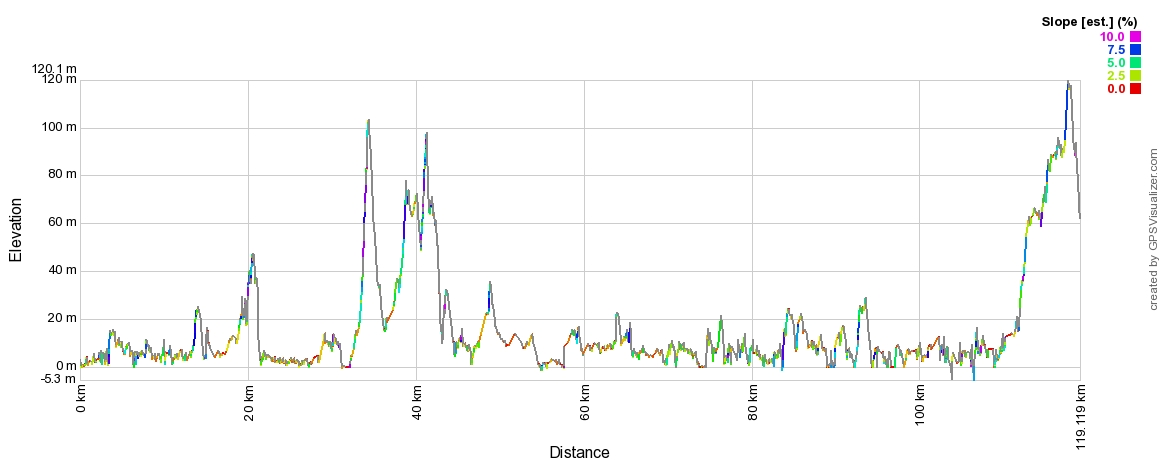 Slope [est.] (%)
10.0
7.5
5.0
2.5
0.0
120.1 m
120 m
100 m
80 m
60 m
40 m
20 m
0 m
-5.3 m
Elevation
0 km
20 km
40 km
60 km
80 km
100 km
119.119 km
Distance
created by GPSVisualizer.com